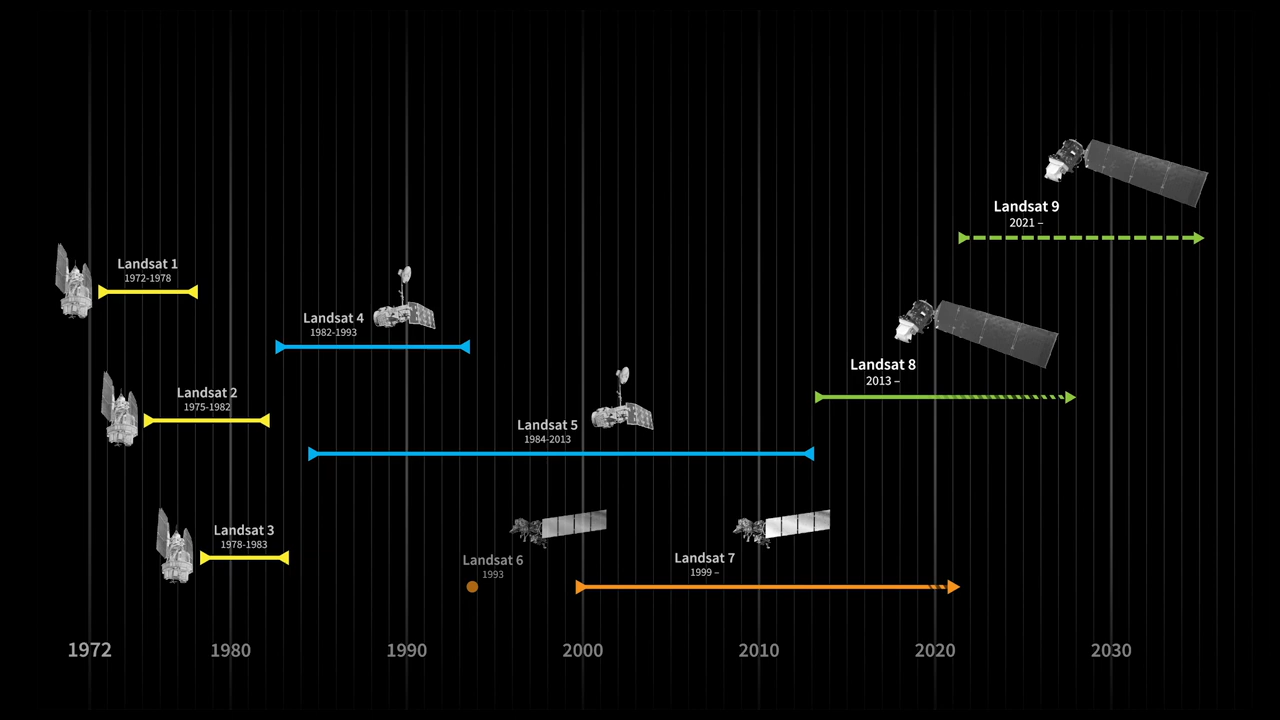 Landsat 9
2021 –
Landsat 1
1972-1978
Landsat 4
1982-1993
Landsat 8
2013 –
Landsat 2
1975-1982
Landsat 5
1984-2013
Landsat 3
1978-1983
Landsat 6
1993
Landsat 7
1999 –
1972 1980 1990 2000 2010 2020 2030